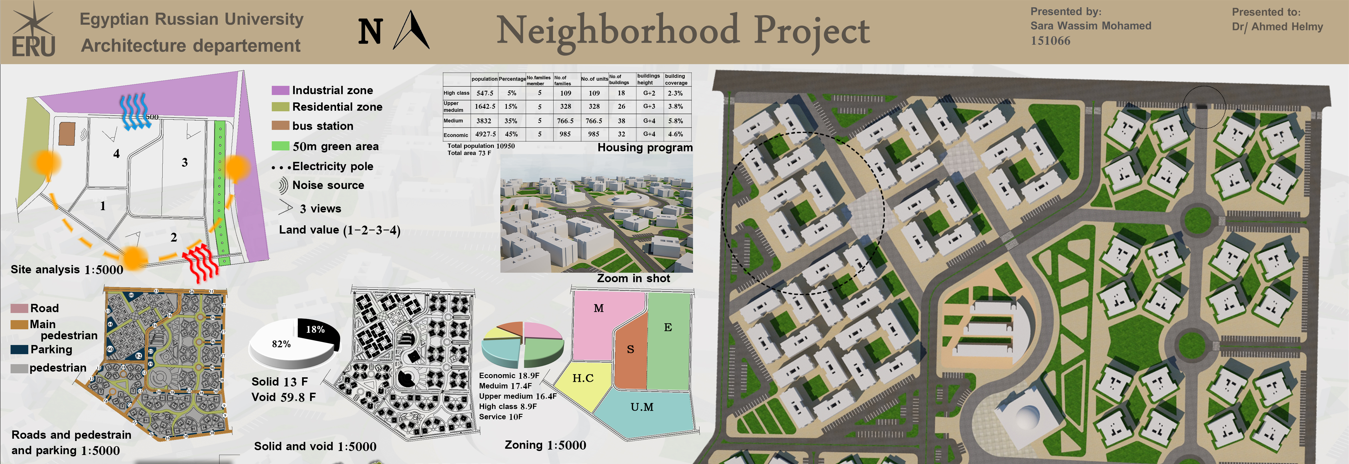 ERU
Egyptian Russian University
Architecture departement
N
Neighborhood Project
Presented by:
Sara Wassim Mohamed
151066
Presented to:
Dr/ Ahmed Helmy
4
3
1
2
Site analysis 1:5000
Industrial zone
Residential zone
bus station
50m green area
Electricity pole
Noise source
3 views
Land value (1-2-3-4)
population Percentage No.families member No.of families No.of units No.of buildings buildings height building coverage
High class 547.5 5% 5 109 109 18 G+2 2.3%
Upper meduim 1642.5 15% 5 328 328 26 G+3 3.8%
Medium 3832 35% 5 766.5 766.5 38 G+4 5.8%
Economic 4927.5 45% 5 985 985 32 G+4 4.6%
Total population 10950
Total area 73 F
Housing program
Zoom in shot
Road
Main pedestrian
Parking
pedestrian
Roads and pedestrain
and parking 1:5000
18%
82%
Solid 13 F
Void 59.8 F
Solid and void 1:5000
Economic 18.9F
Meduim 17.4F
Upper medium 16.4F
High class 8.9F
Service 10F
M
E
S
H.C
U.M
Zoning 1:5000